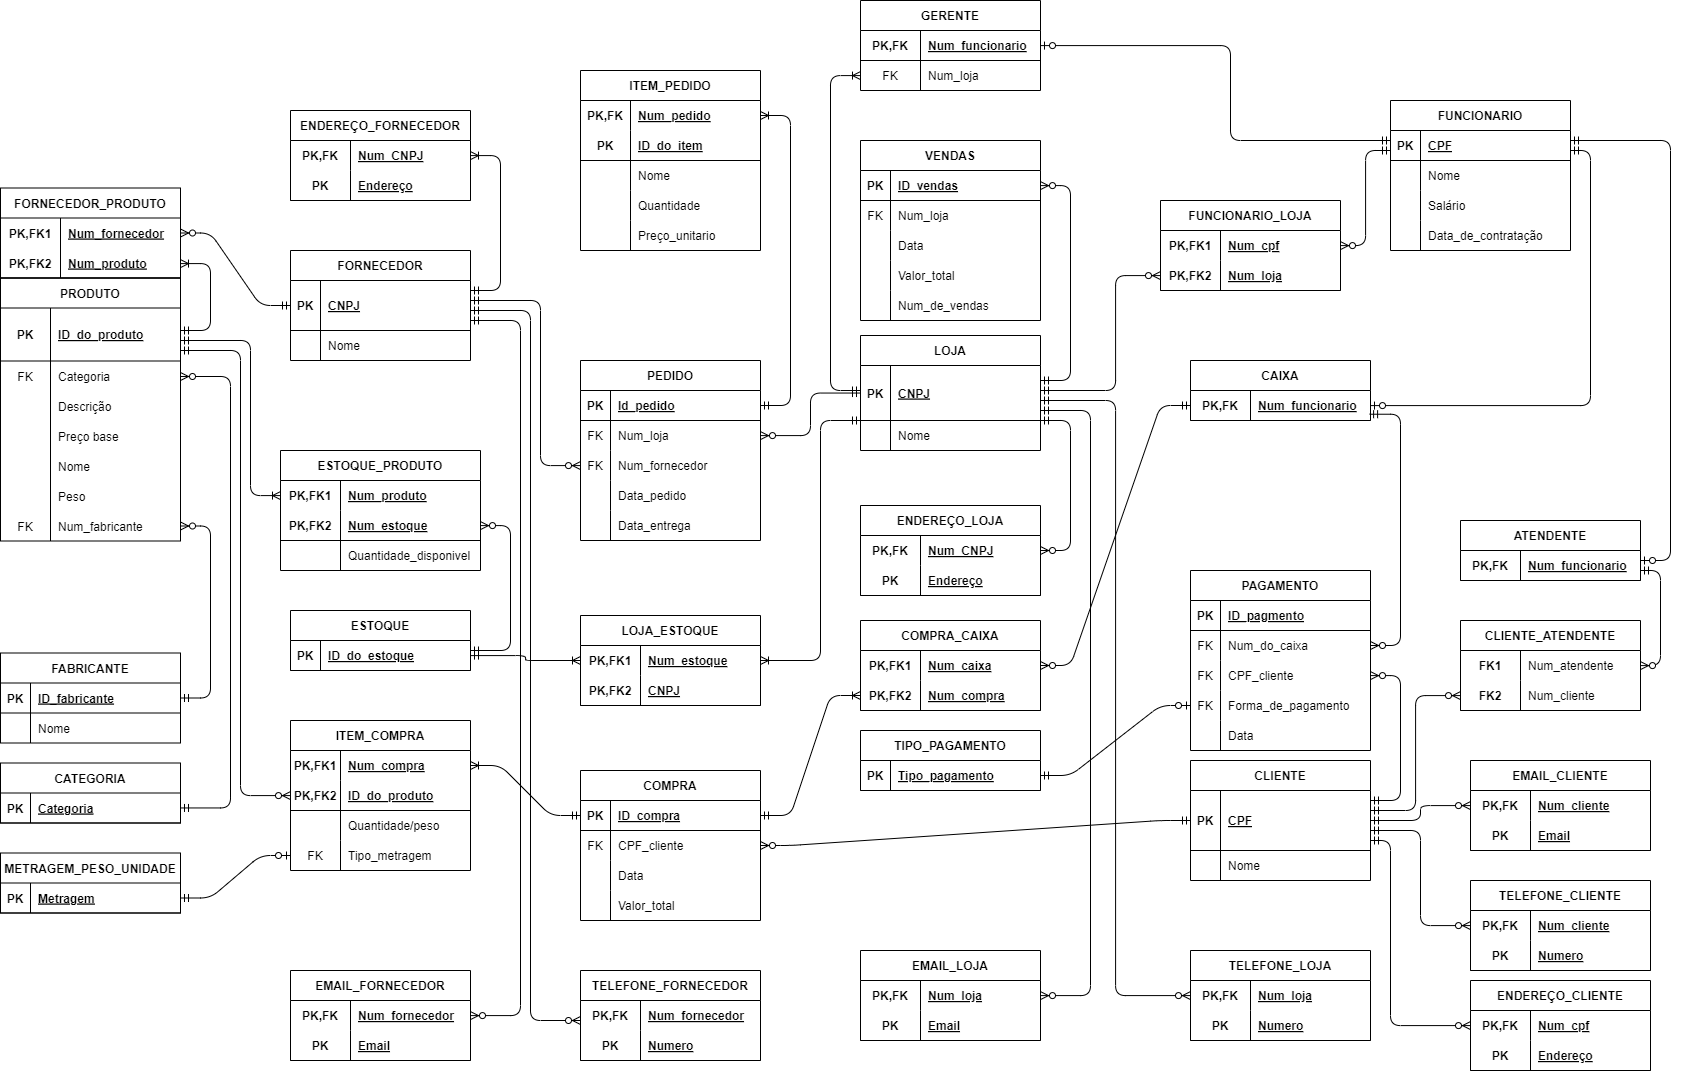 GERENTE
PK,FK Num_funcionario
FK Num_loja
ITEM_PEDIDO
PK,FK Num_pedido
PK ID_do_item
Nome
Quantidade
Preço_unitario
ENDEREÇO_FORNECEDOR
PK,FK Num_CNPJ
PK Endereço
VENDAS
PK ID_vendas
FK Num_loja
Data
Valor_total
Num_de_vendas
FUNCIONARIO
PK CPF
Nome
Salário
Data_de_contratação
FORNECEDOR_PRODUTO
PK,FK1 Num_fornecedor
PK,FK2 Num_produto
FUNCIONARIO_LOJA
PK,FK1 Num_cpf
PK,FK2 Num_loja
FORNECEDOR
PK CNPJ
Nome
PRODUTO
PK ID_do_produto
FK Categoria
Descrição
Preço base
Nome
Peso
FK Num_fabricante
PEDIDO
PK Id_pedido
FK Num_loja
FK Num_fornecedor
Data_pedido
Data_entrega
LOJA
PK CNPJ
Nome
CAIXA
PK,FK Num_funcionario
ESTOQUE_PRODUTO
PK,FK1 Num_produto
PK,FK2 Num_estoque
Quantidade_disponivel
ENDEREÇO_LOJA
PK,FK Num_CNPJ
PK Endereço
ATENDENTE
PK,FK Num_funcionario
PAGAMENTO
PK ID_pagmento
FK Num_do_caixa
FK CPF_cliente
FK Forma_de_pagamento
Data
ESTOQUE
PK ID_do_estoque
LOJA_ESTOQUE
PK,FK1 Num_estoque
PK,FK2 CNPJ
COMPRA_CAIXA
PK,FK1 Num_caixa
PK,FK2 Num_compra
CLIENTE_ATENDENTE
FK1 Num_atendente
FK2 Num_cliente
FABRICANTE
PK ID_fabricante
Nome
ITEM_COMPRA
PK,FK1 Num_compra
PK,FK2 ID_do_produto
Quantidade/peso
FK Tipo_metragem
TIPO_PAGAMENTO
PK Tipo_pagamento
CATEGORIA
PK Categoria
COMPRA
PK ID_compra
FK CPF_cliente
Data
Valor_total
CLIENTE
PK CPF
Nome
EMAIL_CLIENTE
PK,FK Num_cliente
PK Email
METRAGEM_PESO_UNIDADE
PK Metragem
TELEFONE_CLIENTE
PK,FK Num_cliente
PK Numero
EMAIL_FORNECEDOR
PK,FK Num_fornecedor
PK Email
TELEFONE_FORNECEDOR
PK,FK Num_fornecedor
PK Numero
EMAIL_LOJA
PK,FK Num_loja
PK Email
TELEFONE_LOJA
PK,FK Num_loja
PK Numero
ENDEREÇO_CLIENTE
PK,FK Num_cpf
PK Endereço